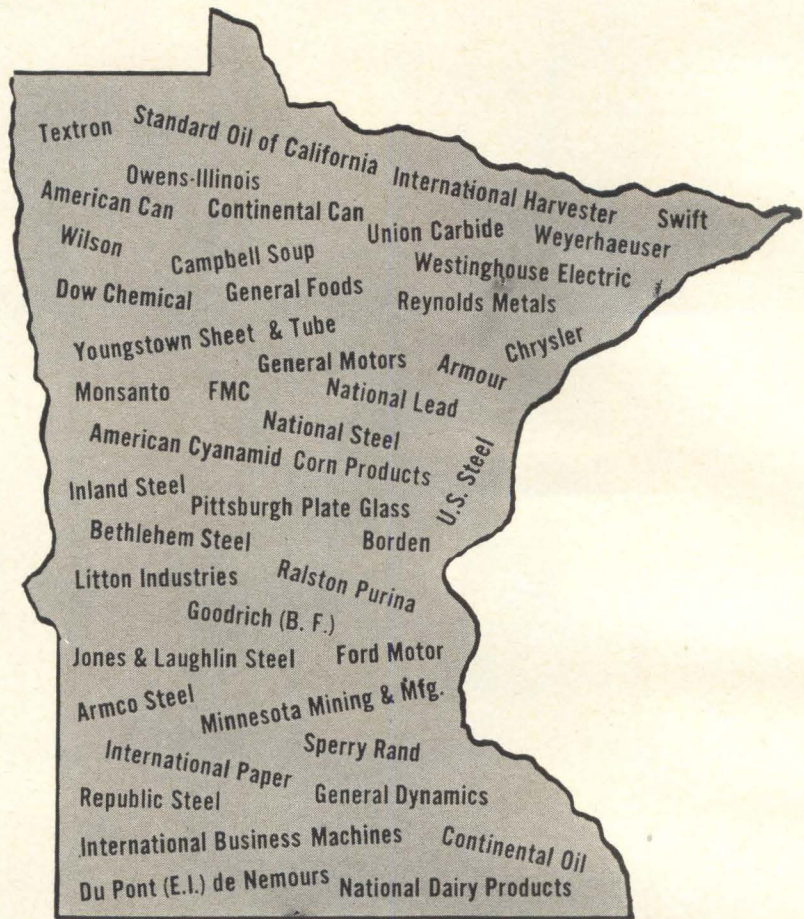 Textron
Standard Oil of California
International Harvester
Swift
Owens-Illinois
American Can
Continental Can
Union Carbide
Weyerhaeuser
Wilson
Campbell Soup
Westinghouse Electric
Dow Chemical
General Foods
Reynolds Metals
Youngstown Sheet & Tube
Chrysler
General Motors
Armour
Monsanto
FMC
National Lead
National Steel
American Cyanamid
Corn Products
U.S. Steel
Inland Steel
Pittsburgh Plate Glass
Bethlehem Steel
Borden
Litton Industries
Ralston Purina
Goodrich (B. F.)
Jones & Laughlin Steel
Ford Motor
Armco Steel
Minnesota Mining & Mfg.
International Paper
Sperry Rand
Republic Steel
General Dynamics
International Business Machines
Continental Oil
Du Pont (E.I.) de Nemours
National Dairy Products